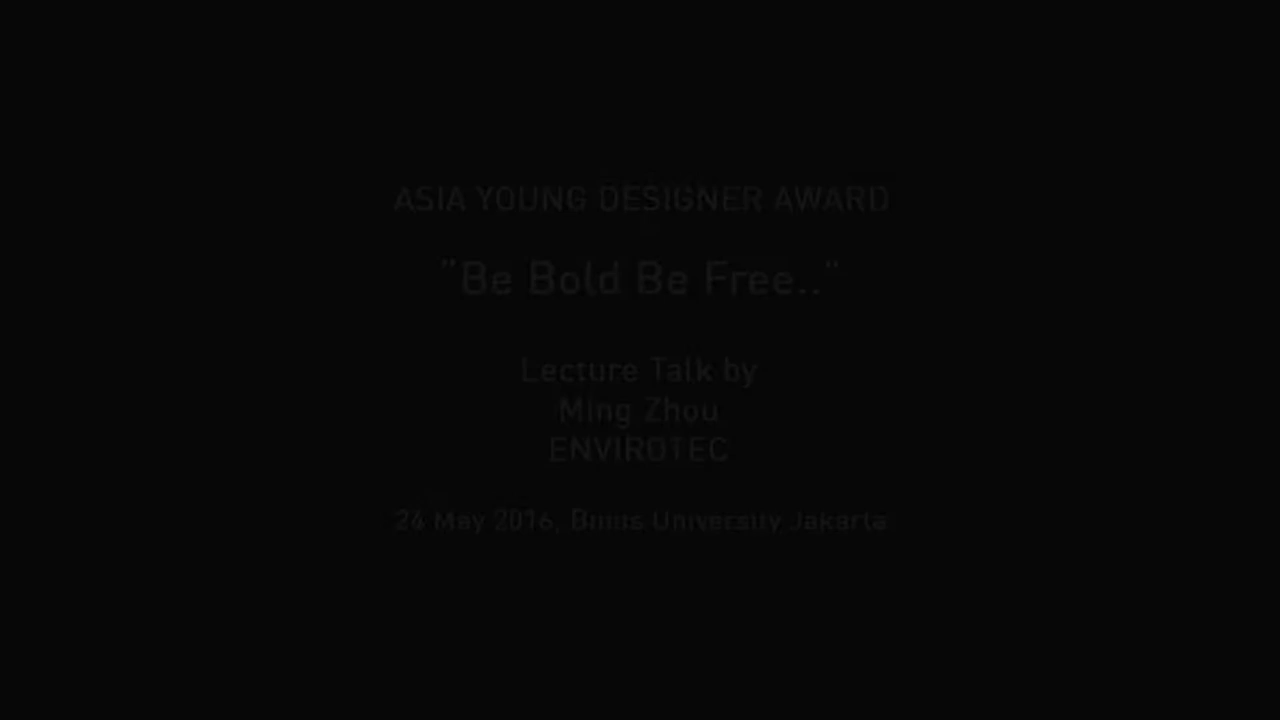 ASIA YOUNG DESIGNER AWARD
"Be Bold Be Free.."
Lecture Talk by
Ming Zhou
ENVIROTEC
24 May 2016, Binus University Jakarta